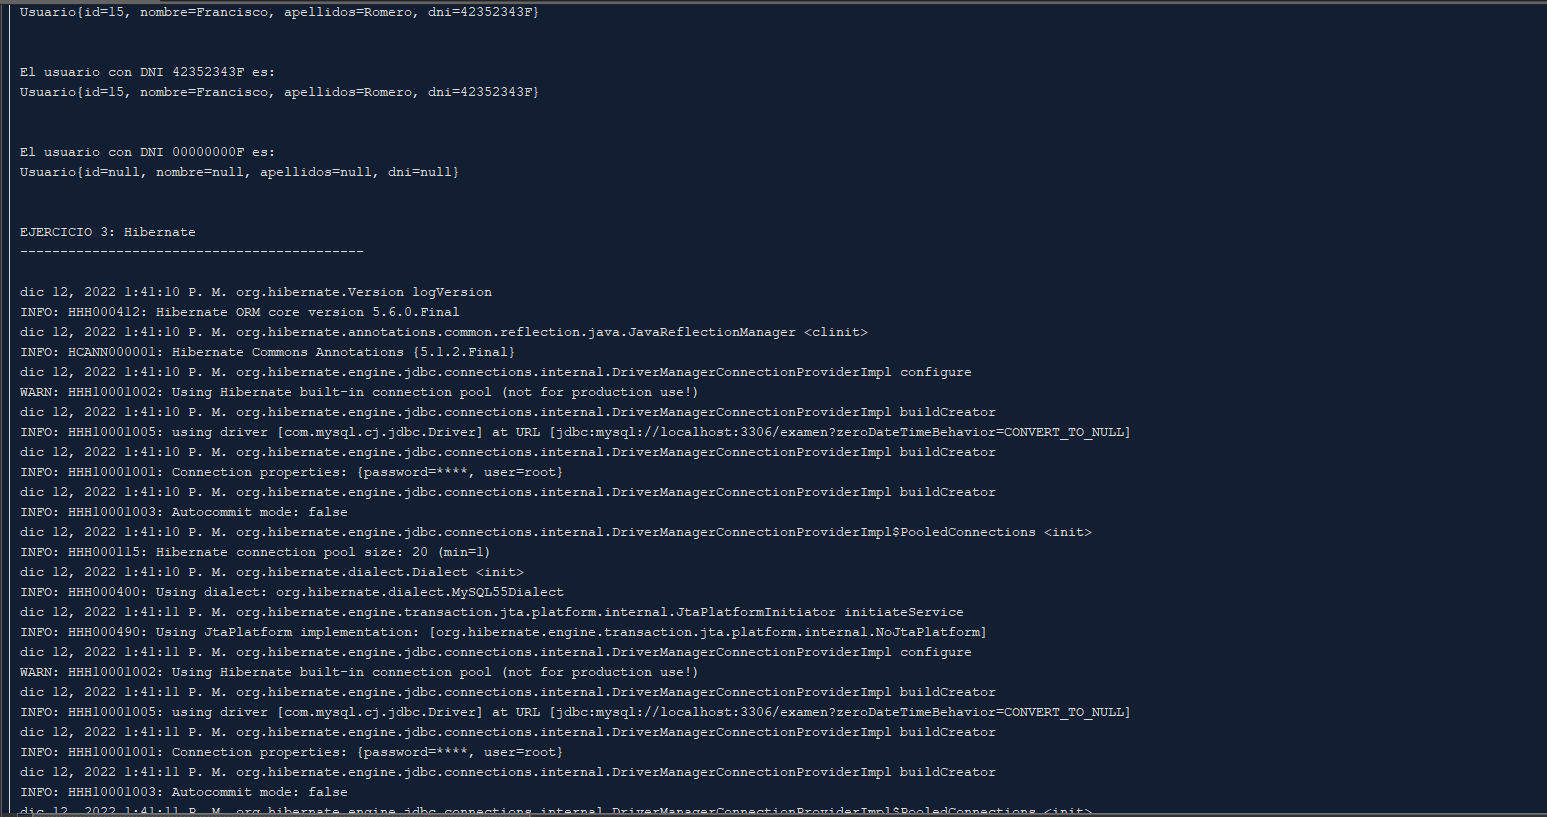 Usuario{id=15, nombre=Francisco, apellidos=Romero, dni=42352343F}
El usuario con DNI 42352343F es:
Usuario{id=15, nombre=Francisco, apellidos=Romero, dni=42352343F}
El usuario con DNI 00000000F es:
Usuario{id=null, nombre=null, apellidos=null, dni=null}
EJERCICIO 3: Hibernate
-------------------------------------------
dic 12, 2022 1:41:10 P. M. org.hibernate.Version logVersion
INFO: HHH000412: Hibernate ORM core version 5.6.0.Final
dic 12, 2022 1:41:10 P. M. org.hibernate.annotations.common.reflection.java.JavaReflectionManager <clinit>
INFO: HCANN000001: Hibernate Commons Annotations {5.1.2.Final}
dic 12, 2022 1:41:10 P. M. org.hibernate.engine.jdbc.connections.internal.DriverManagerConnectionProviderImpl configure
WARN: HHH10001002: Using Hibernate built-in connection pool (not for production use!)
dic 12, 2022 1:41:10 P. M. org.hibernate.engine.jdbc.connections.internal.DriverManagerConnectionProviderImpl buildCreator
INFO: HHH10001005: using driver [com.mysql.cj.jdbc.Driver] at URL [jdbc:mysql://localhost:3306/examen?zeroDateTimeBehavior=CONVERT_TO_NULL]
dic 12, 2022 1:41:10 P. M. org.hibernate.engine.jdbc.connections.internal.DriverManagerConnectionProviderImpl buildCreator
INFO: HHH10001001: Connection properties: {password=****, user=root}
dic 12, 2022 1:41:10 P. M. org.hibernate.engine.jdbc.connections.internal.DriverManagerConnectionProviderImpl buildCreator
INFO: HHH10001003: Autocommit mode: false
dic 12, 2022 1:41:10 P. M. org.hibernate.engine.jdbc.connections.internal.DriverManagerConnectionProviderImpl$PooledConnections <init>
INFO: HHH000115: Hibernate connection pool size: 20 (min=1)
dic 12, 2022 1:41:10 P. M. org.hibernate.dialect.Dialect <init>
INFO: HHH000400: Using dialect: org.hibernate.dialect.MySQL55Dialect
dic 12, 2022 1:41:11 P. M. org.hibernate.engine.transaction.jta.platform.internal.JtaPlatformInitiator initiateService
INFO: HHH000490: Using JtaPlatform implementation: [org.hibernate.engine.transaction.jta.platform.internal.NoJtaPlatform]
dic 12, 2022 1:41:11 P. M. org.hibernate.engine.jdbc.connections.internal.DriverManagerConnectionProviderImpl configure
WARN: HHH10001002: Using Hibernate built-in connection pool (not for production use!)
dic 12, 2022 1:41:11 P. M. org.hibernate.engine.jdbc.connections.internal.DriverManagerConnectionProviderImpl buildCreator
INFO: HHH10001005: using driver [com.mysql.cj.jdbc.Driver] at URL [jdbc:mysql://localhost:3306/examen?zeroDateTimeBehavior=CONVERT_TO_NULL]
dic 12, 2022 1:41:11 P. M. org.hibernate.engine.jdbc.connections.internal.DriverManagerConnectionProviderImpl buildCreator
INFO: HHH10001001: Connection properties: {password=****, user=root}
dic 12, 2022 1:41:11 P. M. org.hibernate.engine.jdbc.connections.internal.DriverManagerConnectionProviderImpl buildCreator
INFO: HHH10001003: Autocommit mode: false
dic 12, 2022 1:41:11 P. M. org.hibernate.engine.jdbc.connections.internal.DriverManagerConnectionProviderImpl$PooledConnections <init>